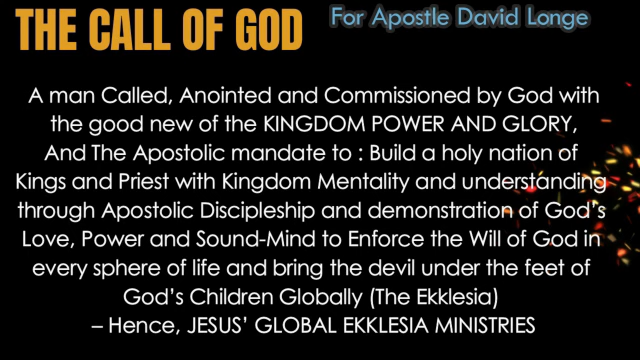 THE CALL OF GOD
For Apostle David Longe
A man Called, Anointed and Commissioned by God with
the good new of the KINGDOM POWER AND GLORY,
And The Apostolic mandate to : Build a holy nation of
Kings and Priest with Kingdom Mentality and understanding
through Apostolic Discipleship and demonstration of God's
Love, Power and Sound-Mind to Enforce the Will of God in
every sphere of life and bring the devil under the feet of
God's Children Globally (The Ekklesia)
– Hence, JESUS' GLOBAL EKKLESIA MINISTRIES